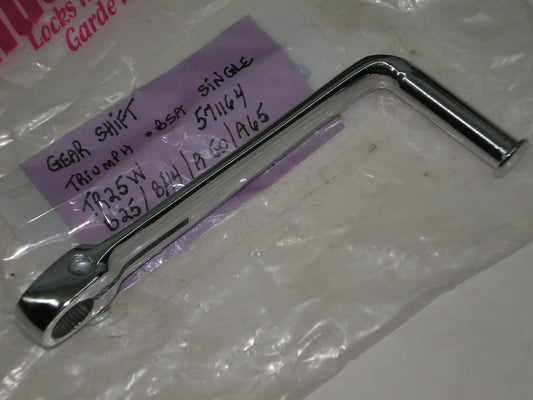 Locks
Garde
GEAR SHIFT
TRIUMPH . BSA SINGLE
TR25W 571164
B25/B44/A50/A65